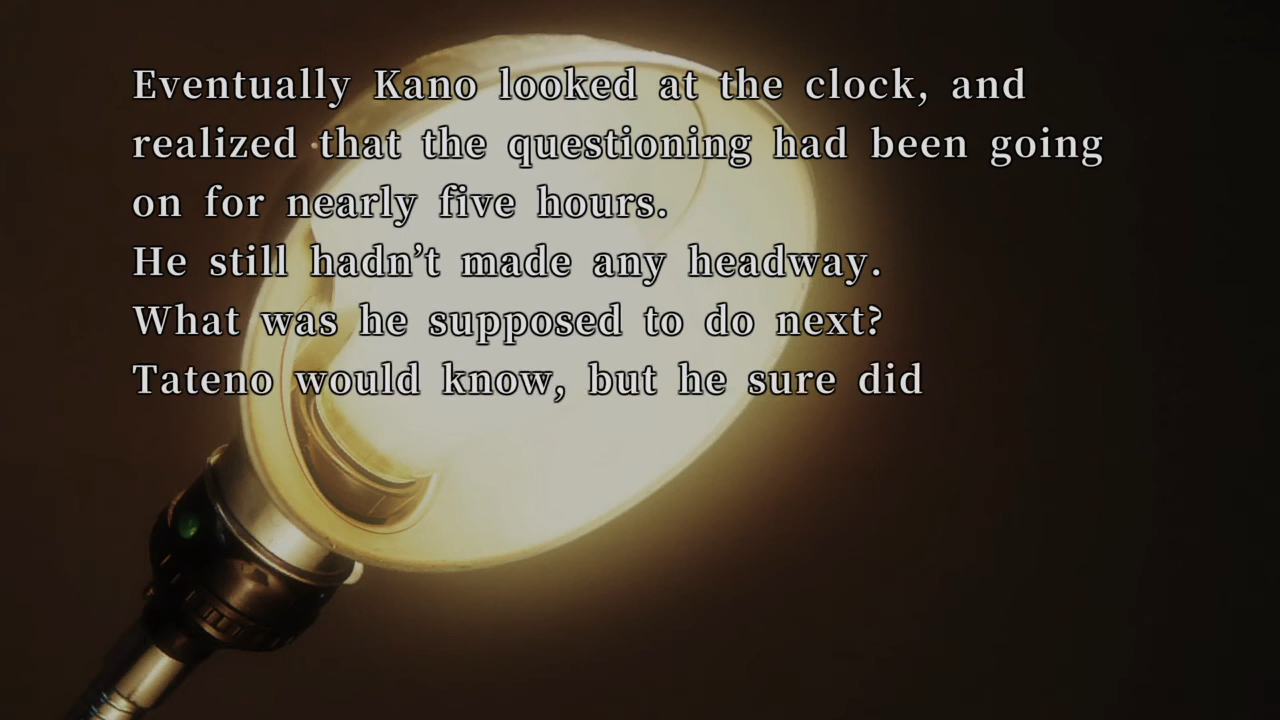 Eventually Kano looked at the clock, and
realized that the questioning had been going
on for nearly five hours.
He still hadn’t made any headway.
What was he supposed to do next?
Tateno would know, but he sure did